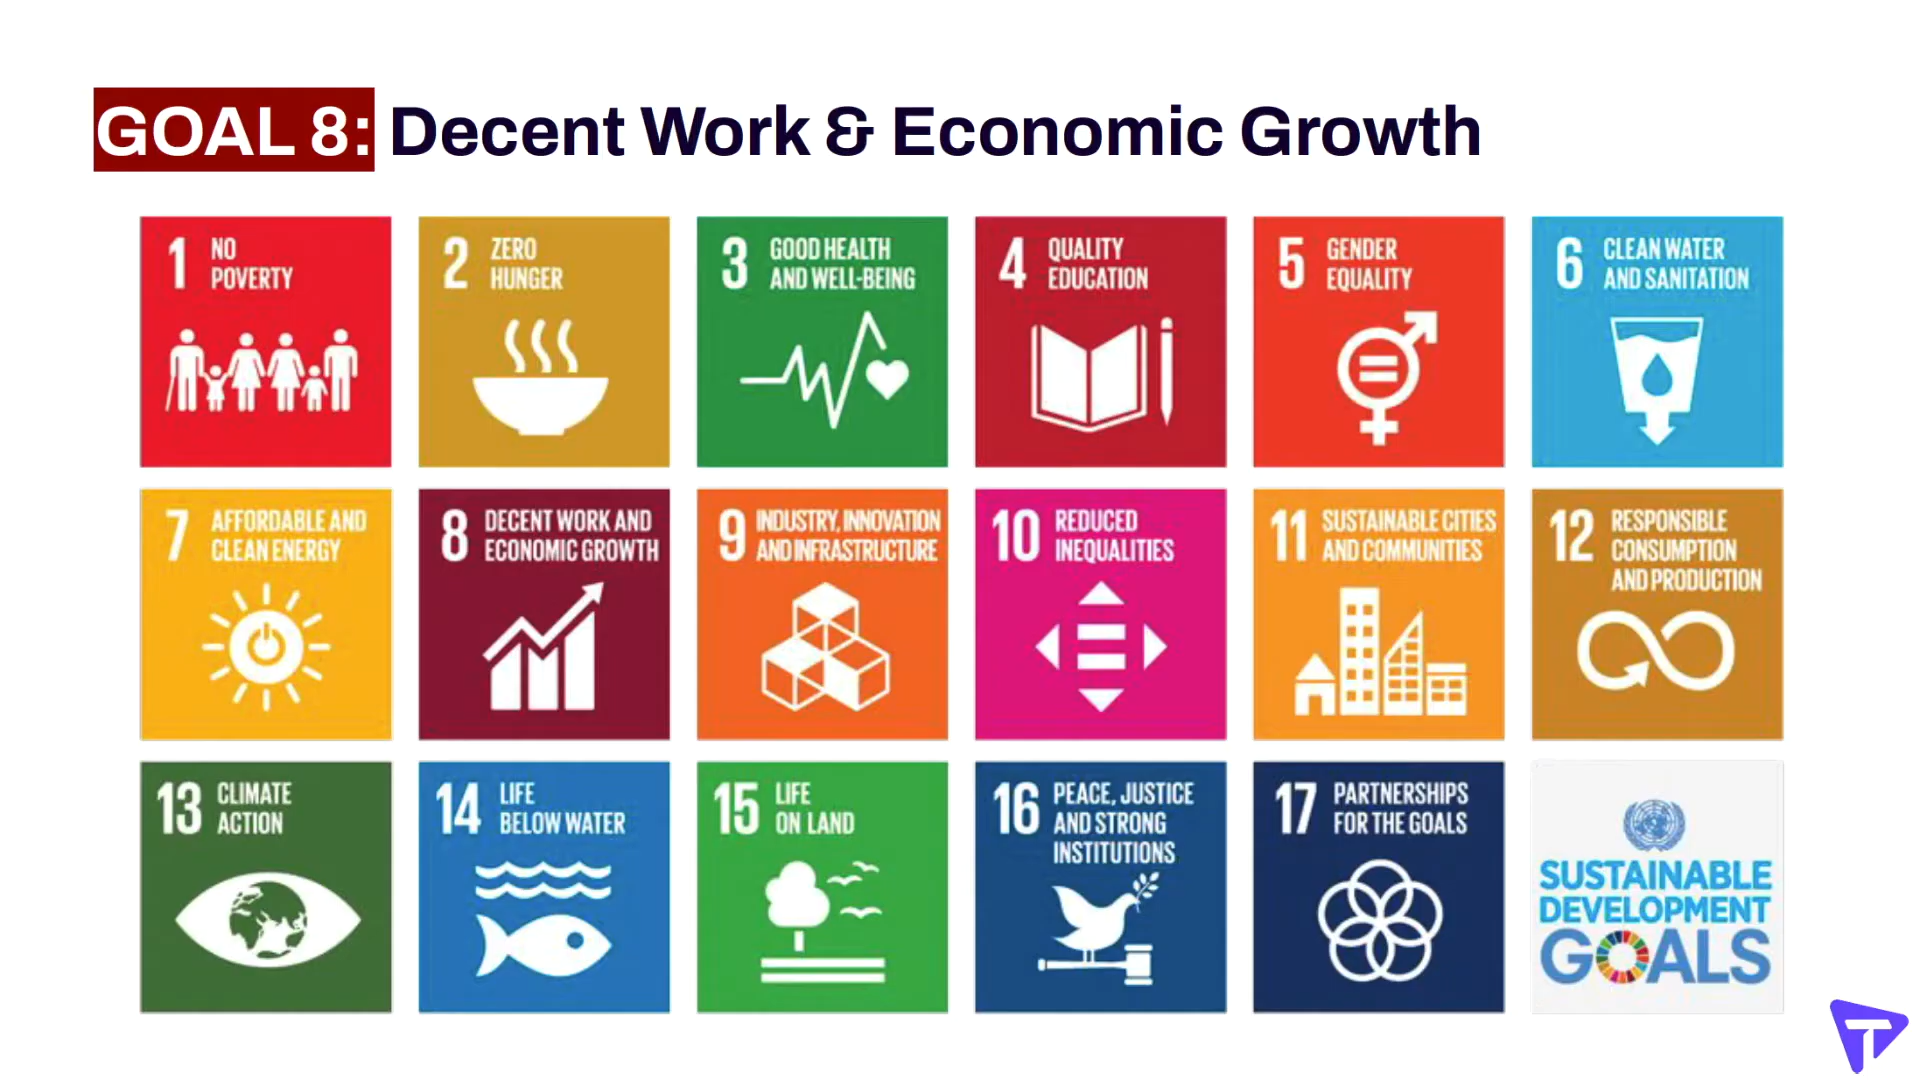 GOAL 8: Decent Work & Economic Growth
1 NO
POVERTY
2 ZERO
HUNGER
3 GOOD HEALTH
AND WELL-BEING
4 QUALITY
EDUCATION
5 GENDER
EQUALITY
6 CLEAN WATER
AND SANITATION
7 AFFORDABLE AND
CLEAN ENERGY
8 DECENT WORK AND
ECONOMIC GROWTH
9 INDUSTRY, INNOVATION
AND INFRASTRUCTURE
10 REDUCED
INEQUALITIES
11 SUSTAINABLE CITIES
AND COMMUNITIES
12 RESPONSIBLE
CONSUMPTION
AND PRODUCTION
13 CLIMATE
ACTION
14 LIFE
BELOW WATER
15 LIFE
ON LAND
16 PEACE, JUSTICE
AND STRONG
INSTITUTIONS
17 PARTNERSHIPS
FOR THE GOALS
SUSTAINABLE
DEVELOPMENT
GOALS
T